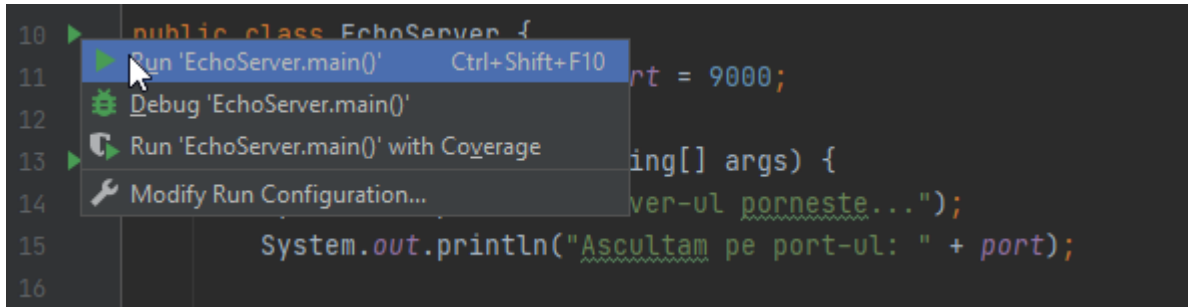 10 public class EchoServer {
Run 'EchoServer.main()' Ctrl+Shift+F10
11 rt = 9000;
Debug 'EchoServer.main()'
12
Run 'EchoServer.main()' with Coverage
13 ing[] args) {
Modify Run Configuration...
14 ver-ul porneste...");
15 System.out.println("Ascultam pe port-ul: " + port);
16